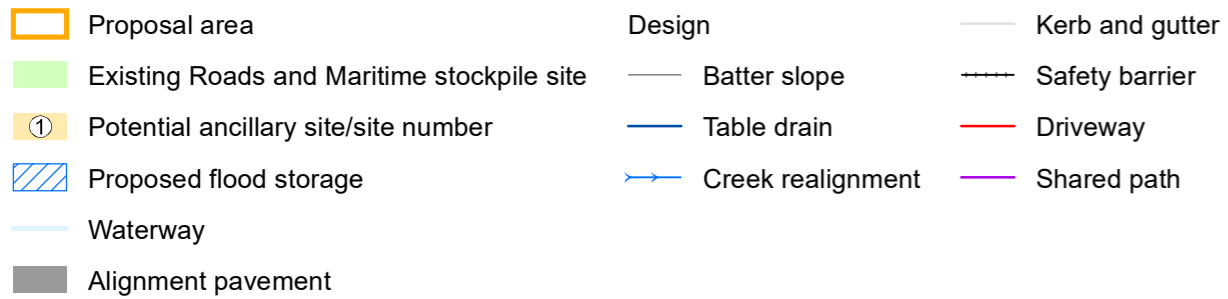 Proposal area
Existing Roads and Maritime stockpile site
① Potential ancillary site/site number
Proposed flood storage
Waterway
Alignment pavement
Design
Batter slope
Table drain
Creek realignment
Kerb and gutter
Safety barrier
Driveway
Shared path